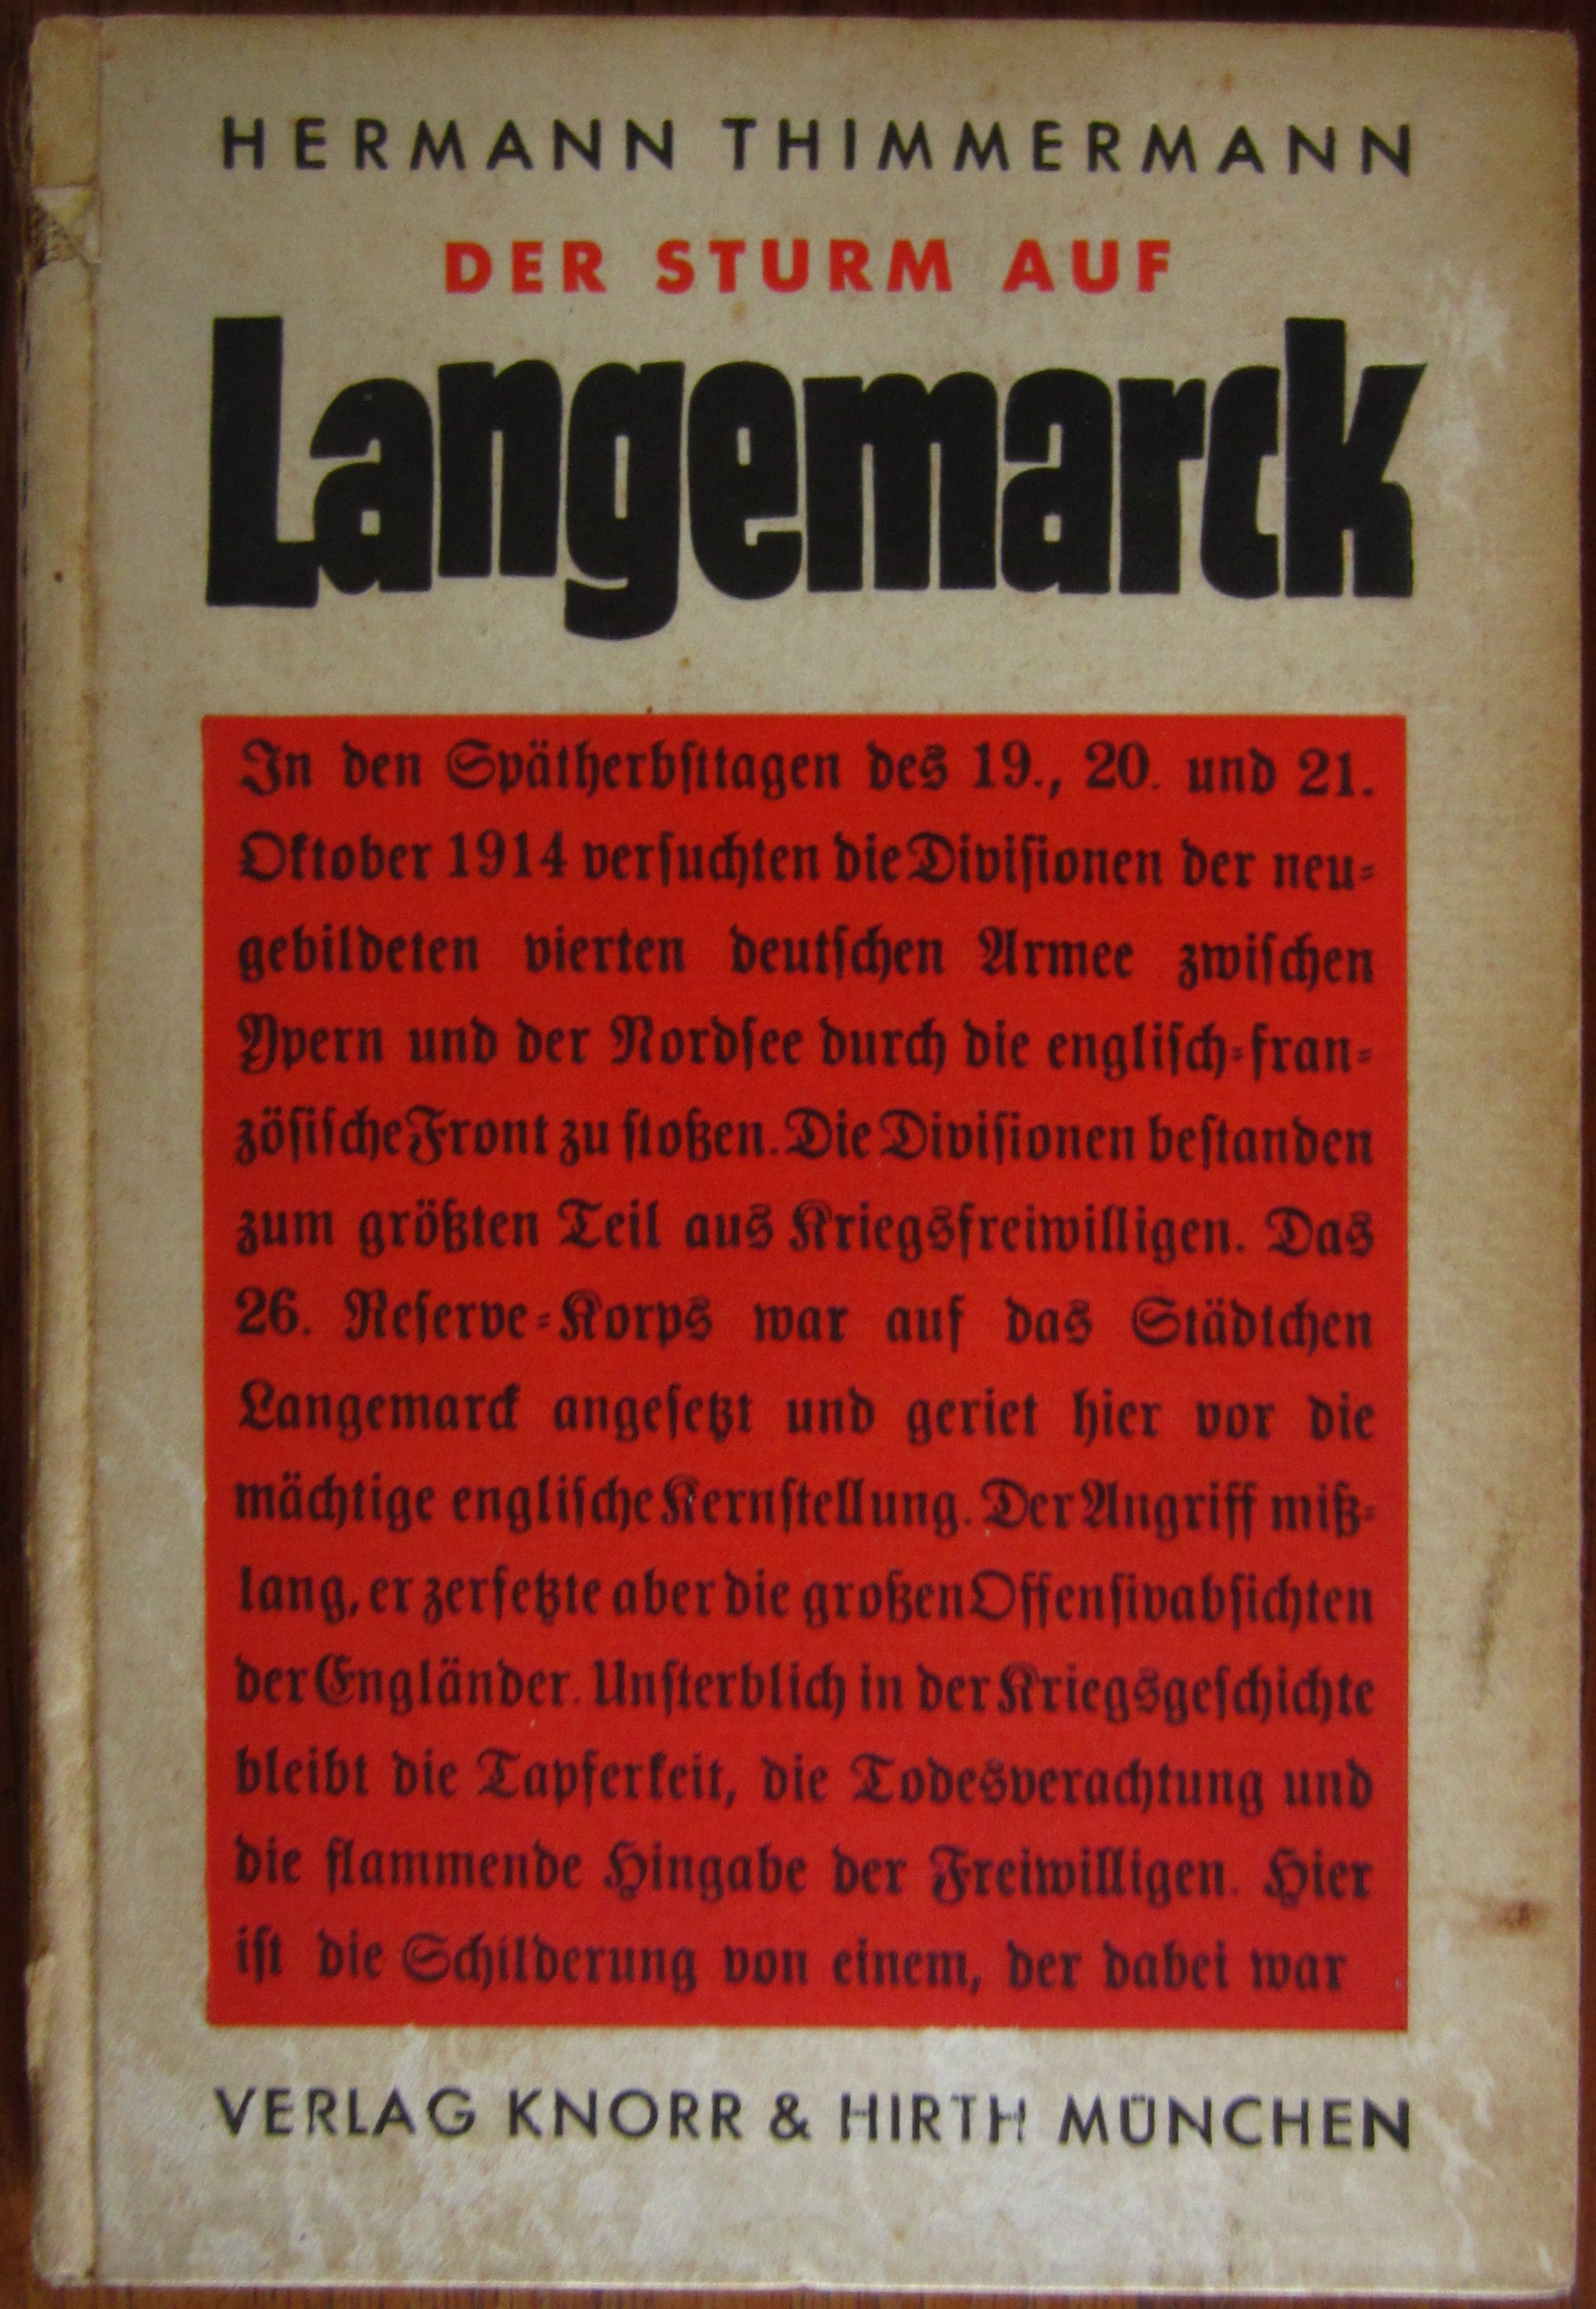 HERMANN THIMMERMANN
DER STURM AUF
Langemarck
In den Spätherbſttagen des 19., 20. und 21.
Oktober 1914 verſuchten die Diviſionen der neu-
gebildeten vierten deutſchen Armee zwiſchen
Ypern und der Nordſee durch die engliſch-fran-
zöſiſche Front zu ſtoßen. Die Diviſionen beſtanden
zum größten Teil aus Kriegsfreiwilligen. Das
26. Reſerve-Korps war auf das Städtchen
Langemarck angeſetzt und geriet hier vor die
mächtige engliſche Kernſtellung. Der Angriff miß-
lang, er zerſetzte aber die großen Offenſivabſichten
der Engländer. Unſterblich in der Kriegsgeſchichte
bleibt die Tapferkeit, die Todesverachtung und
die flammende Hingabe der Freiwilligen. Hier
iſt die Schilderung von einem, der dabei war
VERLAG KNORR & HIRTH MÜNCHEN